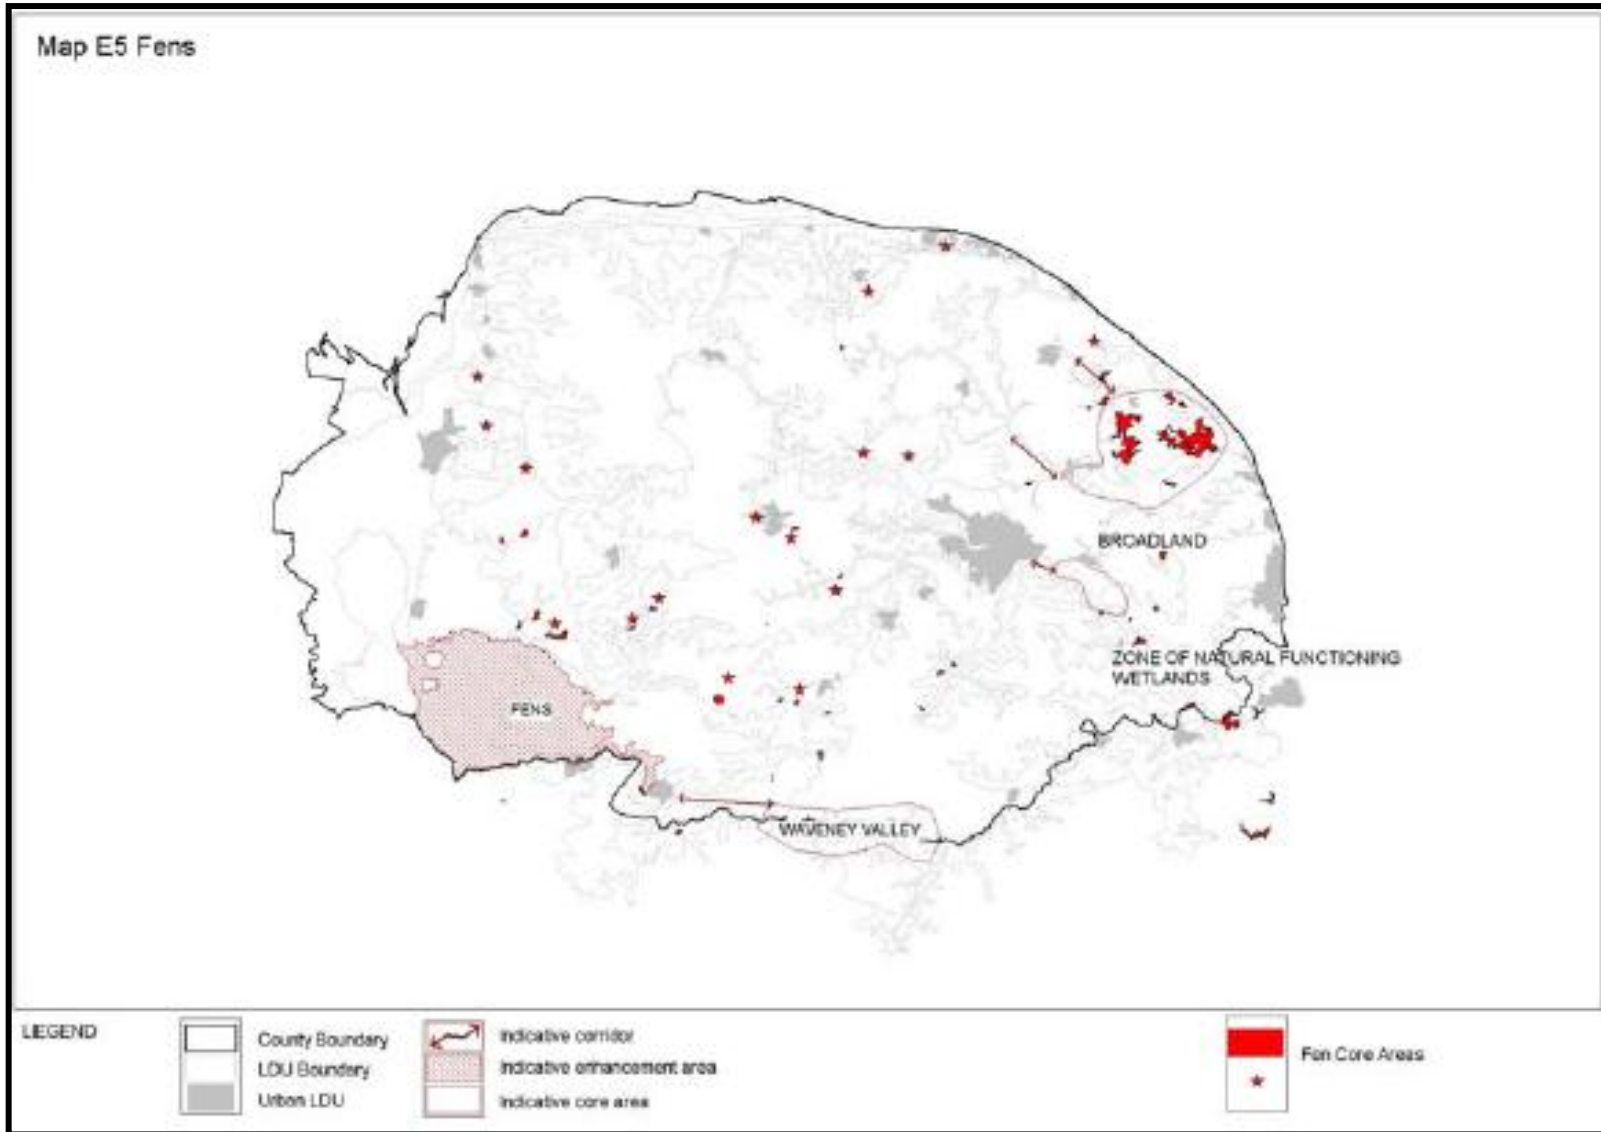 Map E5 Fens
BROADLAND
ZONE OF NATURAL FUNCTIONING
WETLANDS
FENS
WAVENEY VALLEY
LEGEND
County Boundary
LDU Boundary
Urban LDU
Indicative corridor
Indicative enhancement area
Indicative core area
Fen Core Areas